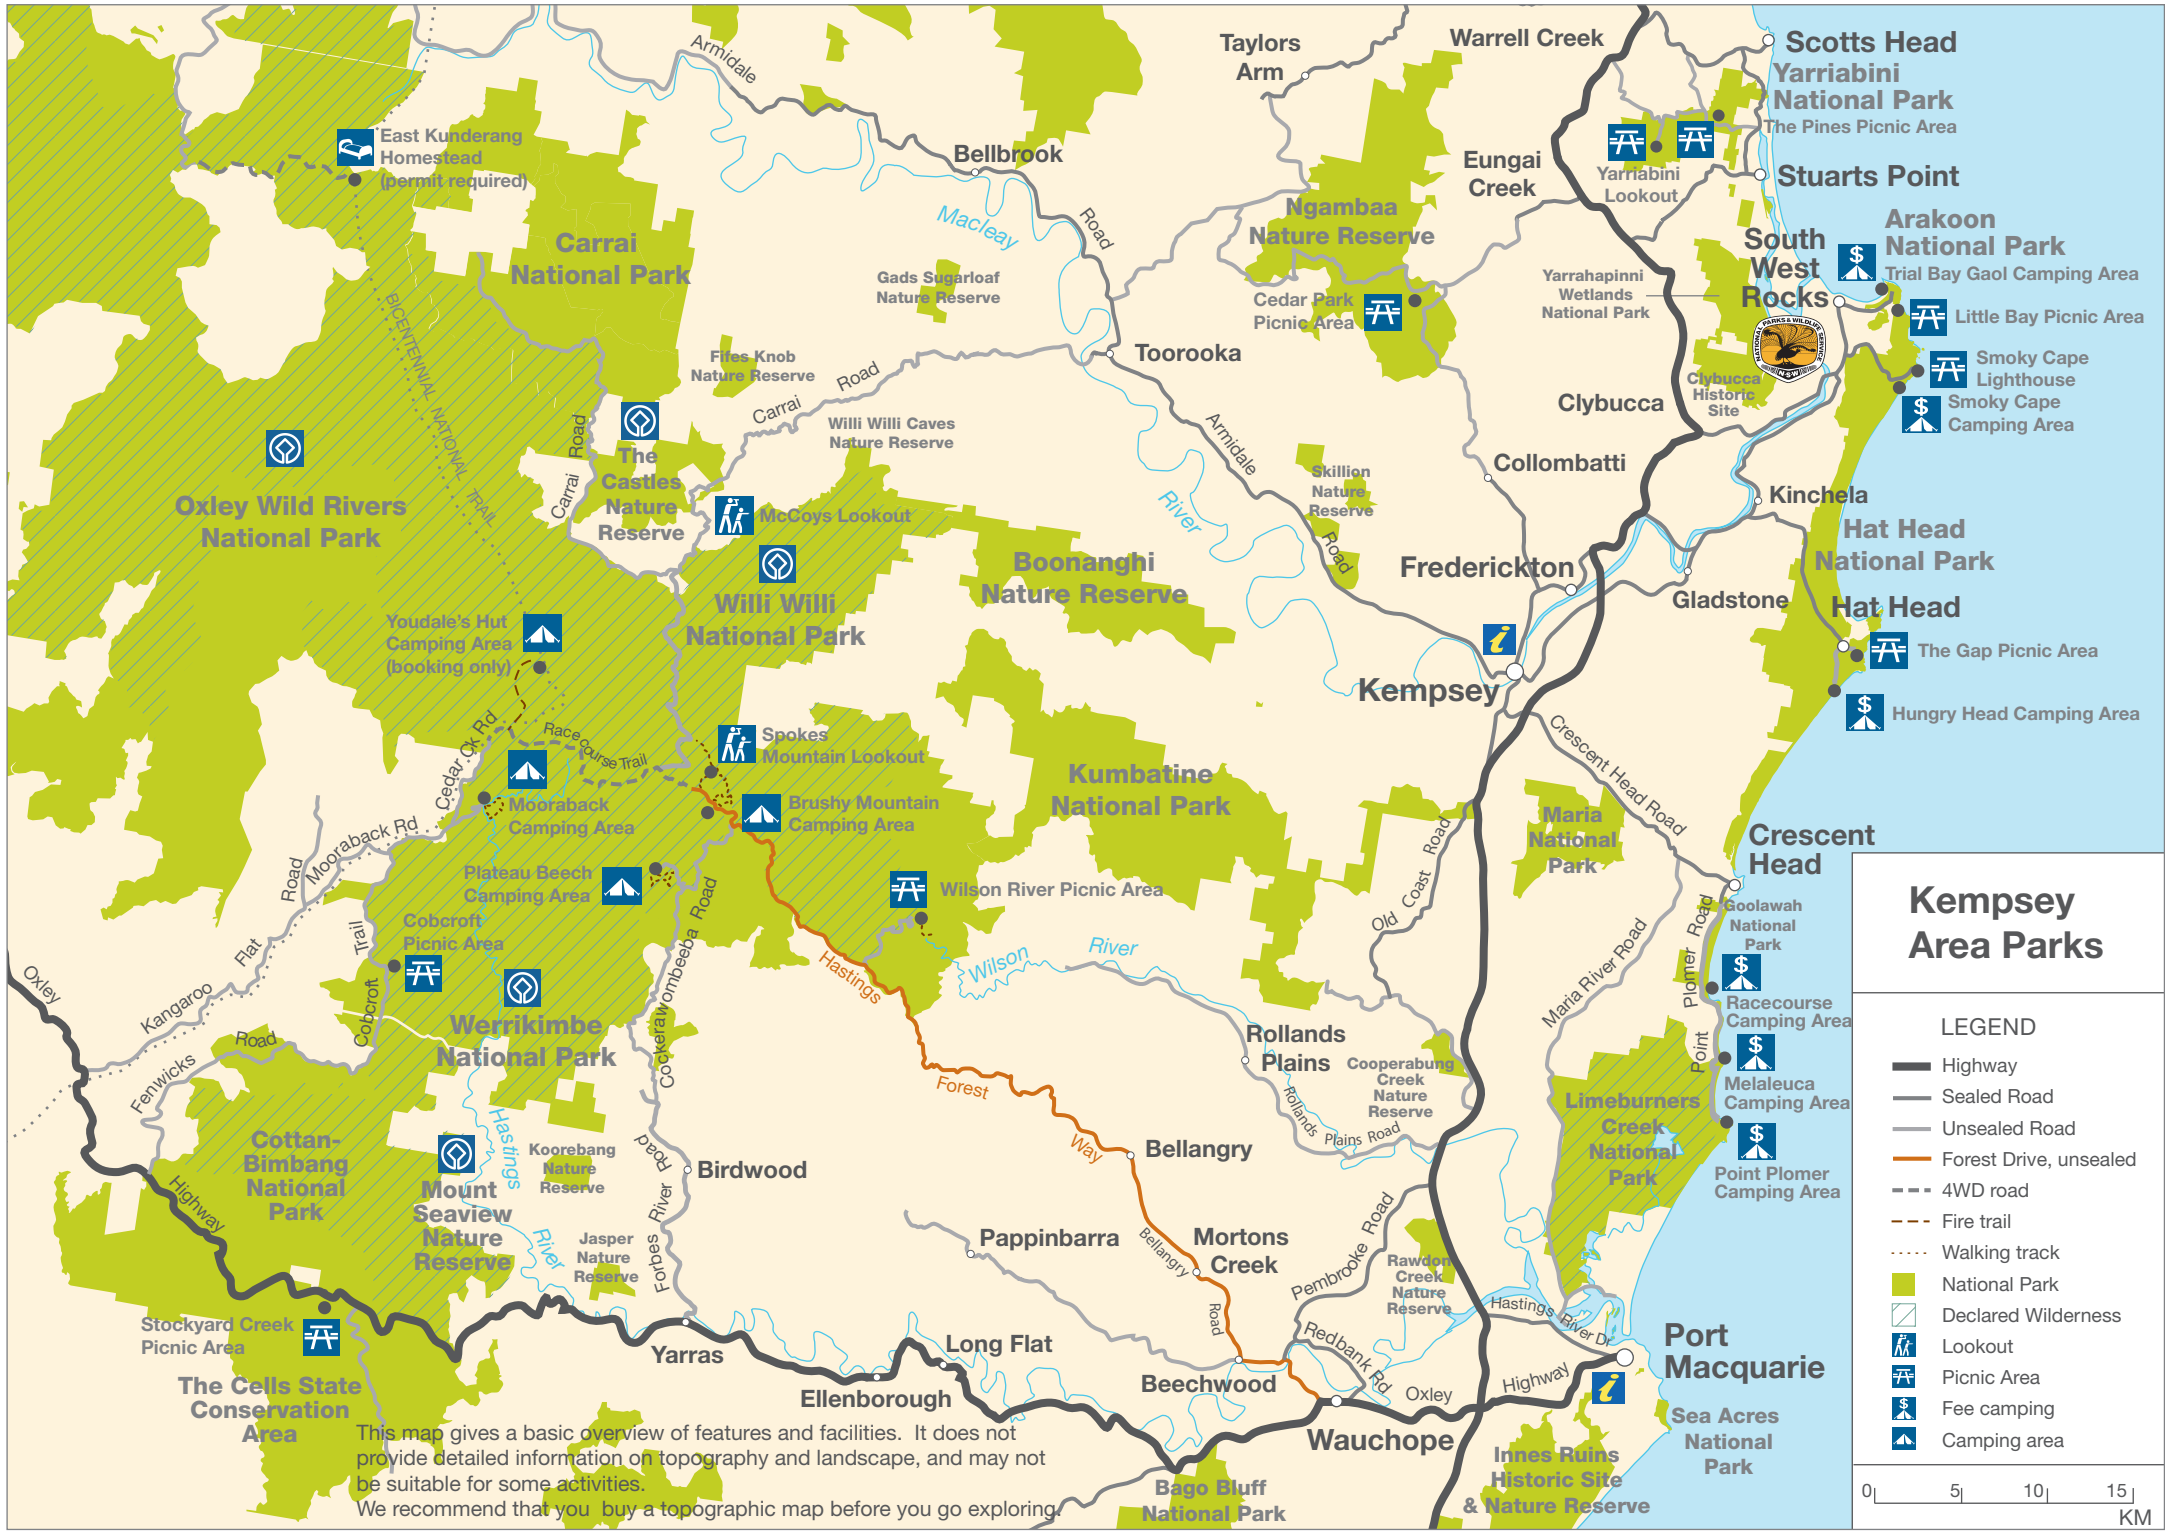 Taylors
Arm
Warrell Creek
Scotts Head
Yarriabini
National Park
The Pines Picnic Area
Armidale
East Kunderang
Homestead
(permit required)
Bellbrook
Eungai
Creek
Yarriabini
Lookout
Stuarts Point
Macleay
Road
Ngambaa
Nature Reserve
Arakoon
National Park
Trial Bay Gaol Camping Area
South
West
Rocks
Carrai
National Park
Gads Sugarloaf
Nature Reserve
Yarrahapinni
Wetlands
National Park
Cedar Park
Picnic Area
Little Bay Picnic Area
BICENTENNIAL NATIONAL TRAIL
NATIONAL PARKS & WILDLIFE SERVICE
N·S·W
Toorooka
Fifes Knob
Nature Reserve
Smoky Cape
Lighthouse
Smoky Cape
Camping Area
Carrai
Road
Clybucca
Historic
Site
Clybucca
Willi Willi Caves
Nature Reserve
Armidale
Road
Carrai
Road
The
Castles
Nature
Reserve
Collombatti
Skillion
Nature
Reserve
Kinchela
Oxley Wild Rivers
National Park
McCoys Lookout
River
Hat Head
National Park
Boonanghi
Nature Reserve
Frederickton
Willi Willi
National Park
Gladstone
Hat Head
Youdale's Hut
Camping Area
(booking only)
The Gap Picnic Area
Kempsey
Hungry Head Camping Area
Cedar Ck Rd
Racecourse Trail
Spokes
Mountain Lookout
Crescent Head Road
Kumbatine
National Park
Mooraback
Camping Area
Brushy Mountain
Camping Area
Maria
National
Park
Crescent
Head
Mooraback Rd
Road
Old Coast Road
Plateau Beech
Camping Area
Wilson River Picnic Area
Kempsey
Area Parks
Goolawah
National
Park
Cobcroft
Picnic Area
Flat
Trail
Cockerawombeeba Road
Hastings
Wilson
River
Maria River Road
Point Plomer Road
Oxley
Kangaroo
Cobcroft
Racecourse
Camping Area
Werrikimbe
National Park
Road
Fenwicks
Rollands
Plains
Cooperabung
Creek
Nature
Reserve
LEGEND
Highway
Sealed Road
Unsealed Road
Forest Drive, unsealed
4WD road
Fire trail
Walking track
National Park
Declared Wilderness
Lookout
Picnic Area
Fee camping
Camping area
0 5 10 15
KM
Melaleuca
Camping Area
Forest
Limeburners
Creek
National
Park
Rollands
Plains Road
Cottan-
Bimbang
National
Park
Hastings
Koorebang
Nature
Reserve
Way
Bellangry
Birdwood
Point Plomer
Camping Area
Mount
Seaview
Nature
Reserve
Highway
River
Forbes River Road
Jasper
Nature
Reserve
Pappinbarra
Bellangry
Road
Mortons
Creek
Pembrooke Road
Rawdon
Creek
Nature
Reserve
Hastings
River Dr
Stockyard Creek
Picnic Area
Yarras
Long Flat
Redbank Rd
Port
Macquarie
Ellenborough
Beechwood
Oxley
Highway
The Cells State
Conservation
Area
Wauchope
Sea Acres
National
Park
This map gives a basic overview of features and facilities. It does not
provide detailed information on topography and landscape, and may not
be suitable for some activities.
We recommend that you buy a topographic map before you go exploring.
Bago Bluff
National Park
Innes Ruins
Historic Site
& Nature Reserve